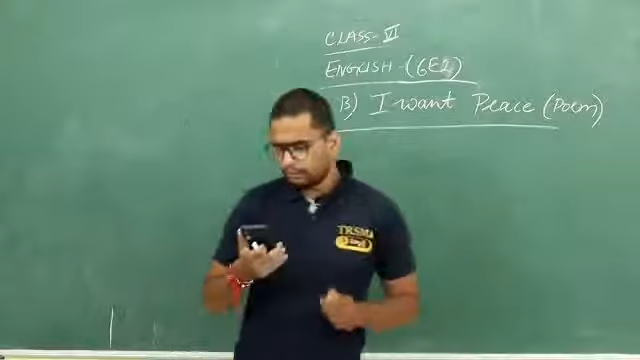 CLASS-VI
ENGLISH-(6E2)
B) I want Peace (Poem)
TRSMA